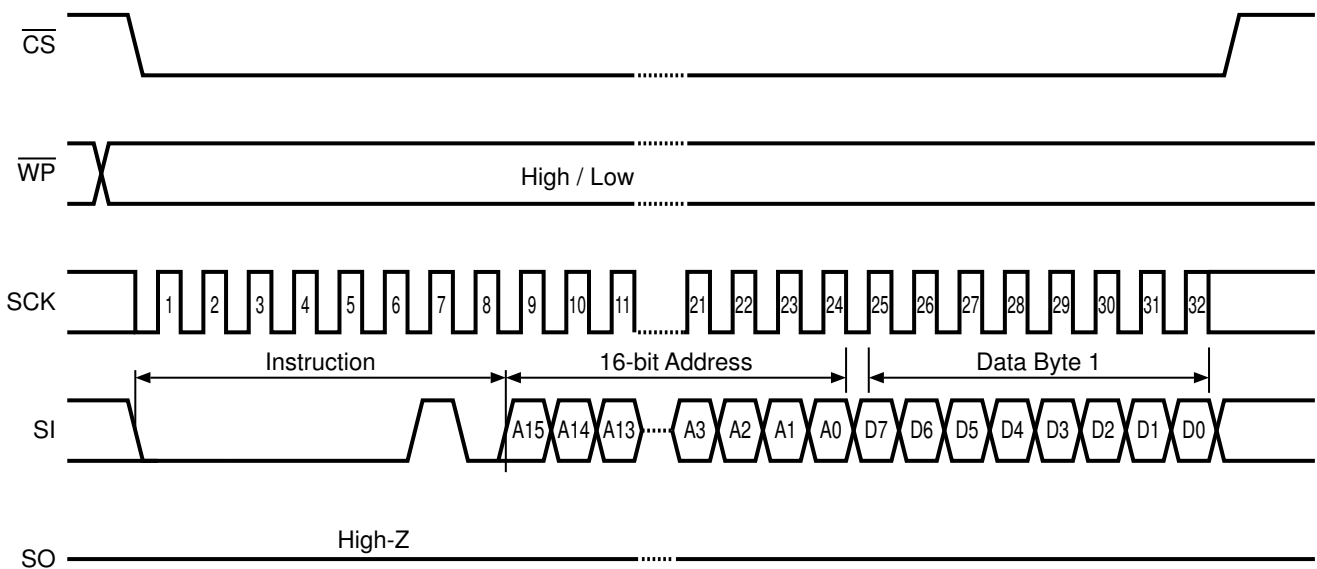 CS
WP
High / Low
SCK
1 2 3 4 5 6 7 8 9 10 11 21 22 23 24 25 26 27 28 29 30 31 32
Instruction 16-bit Address Data Byte 1
SI
A15 A14 A13 A3 A2 A1 A0 D7 D6 D5 D4 D3 D2 D1 D0
High-Z
SO